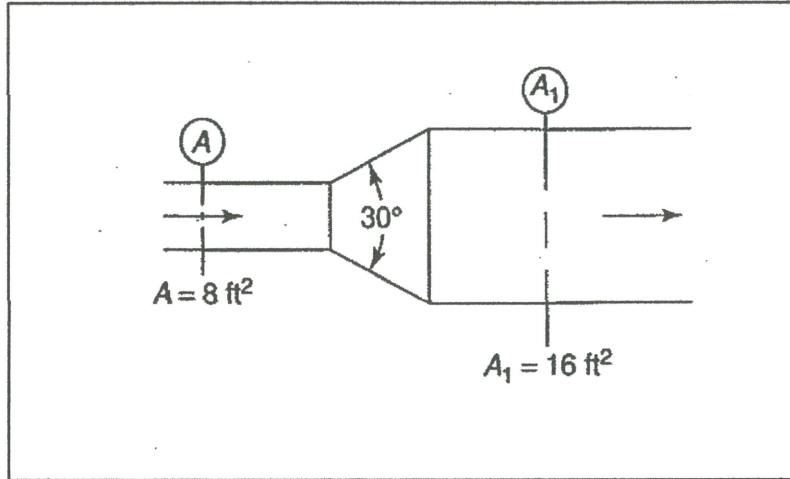 A
A₁
30°
A = 8 ft²
A₁ = 16 ft²